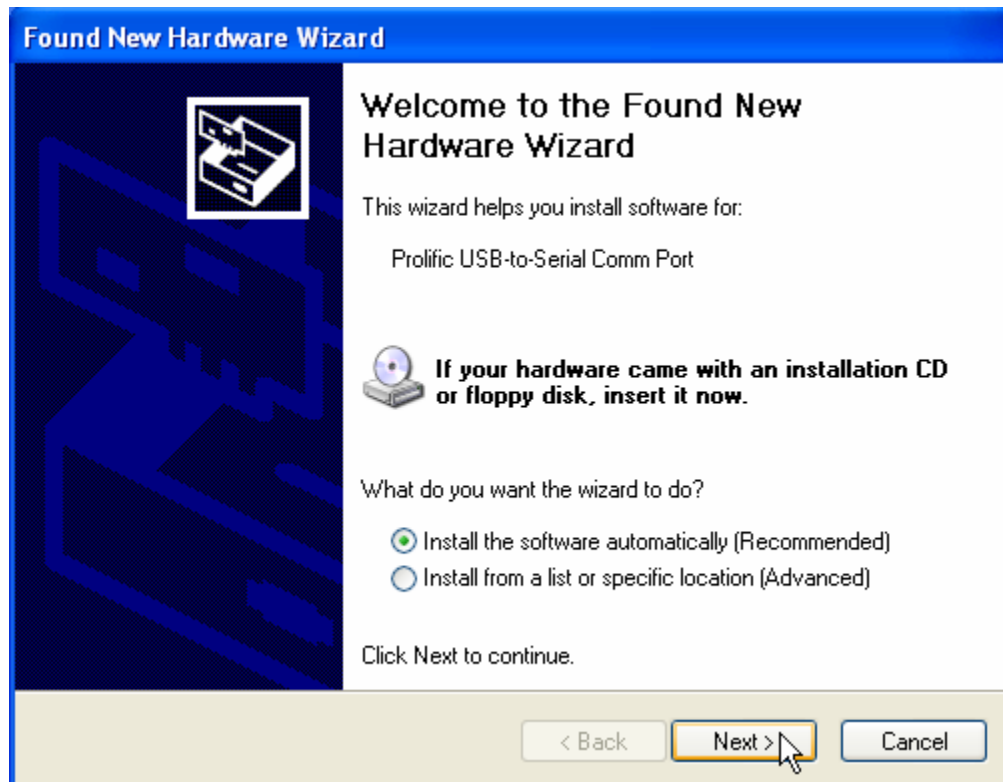 Found New Hardware Wizard
Welcome to the Found New
Hardware Wizard
This wizard helps you install software for:
Prolific USB-to-Serial Comm Port
If your hardware came with an installation CD
or floppy disk, insert it now.
What do you want the wizard to do?
Install the software automatically (Recommended)
Install from a list or specific location (Advanced)
Click Next to continue.
< Back
Next >
Cancel